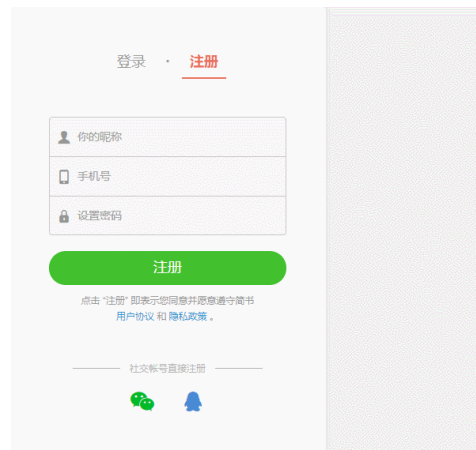 登录 · 注册
你的昵称
手机号
设置密码
注册
点击 "注册" 即表示您同意并愿意遵守简书
用户协议 和 隐私政策 。
社交帐号直接注册